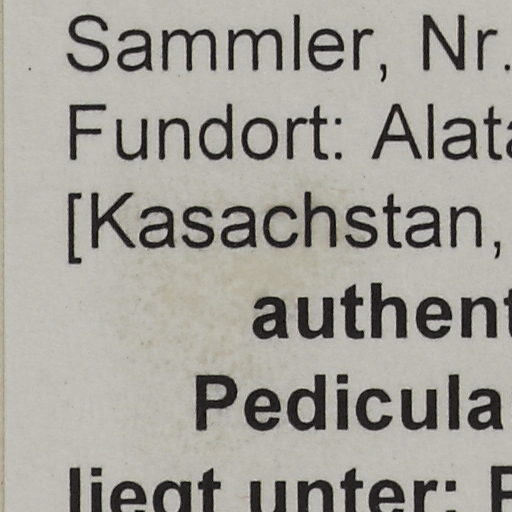 Sammler, Nr.
Fundort: Alata
[Kasachstan,
authent
Pedicula
liegt unter: P